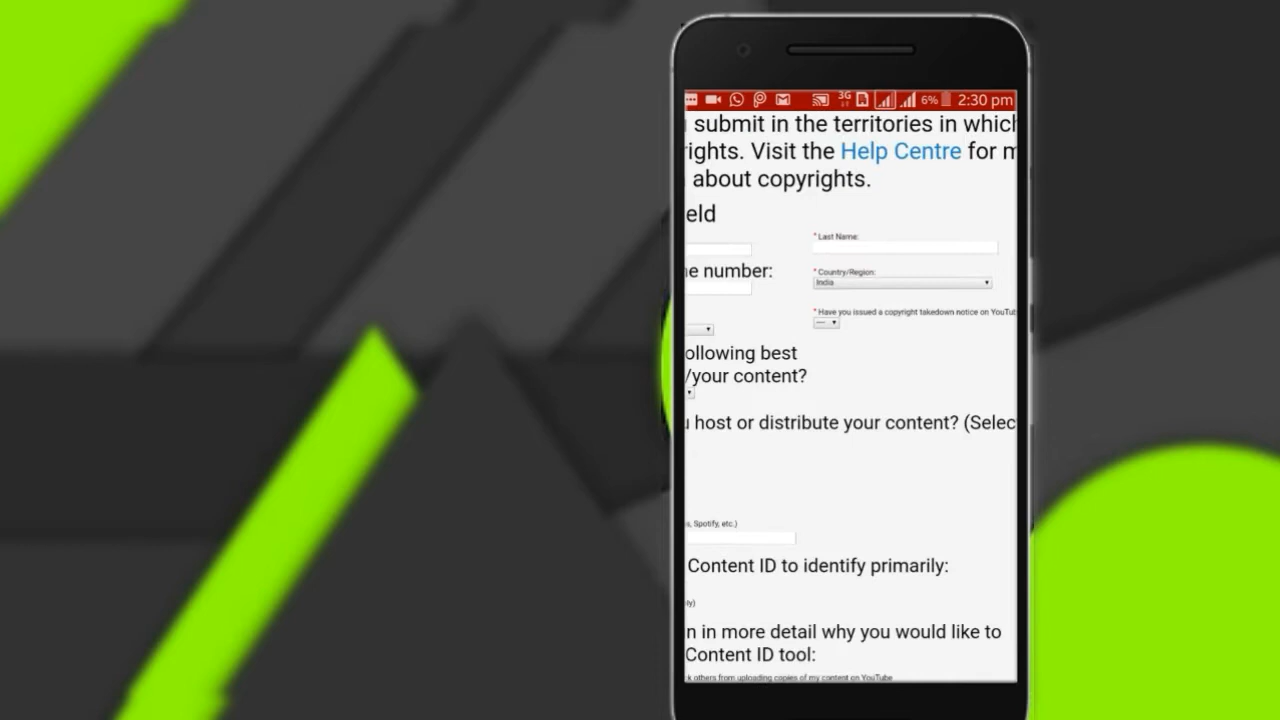 3G 6% 2:30 pm
submit in the territories in which
rights. Visit the Help Centre for m
about copyrights.
eld
* Last Name:
ne number:
* Country/Region:
India
* Have you issued a copyright takedown notice on YouTub
ollowing best
/your content?
u host or distribute your content? (Selec
s, Spotify, etc.)
Content ID to identify primarily:
ly)
n in more detail why you would like to
Content ID tool:
k others from uploading copies of my content on YouTube